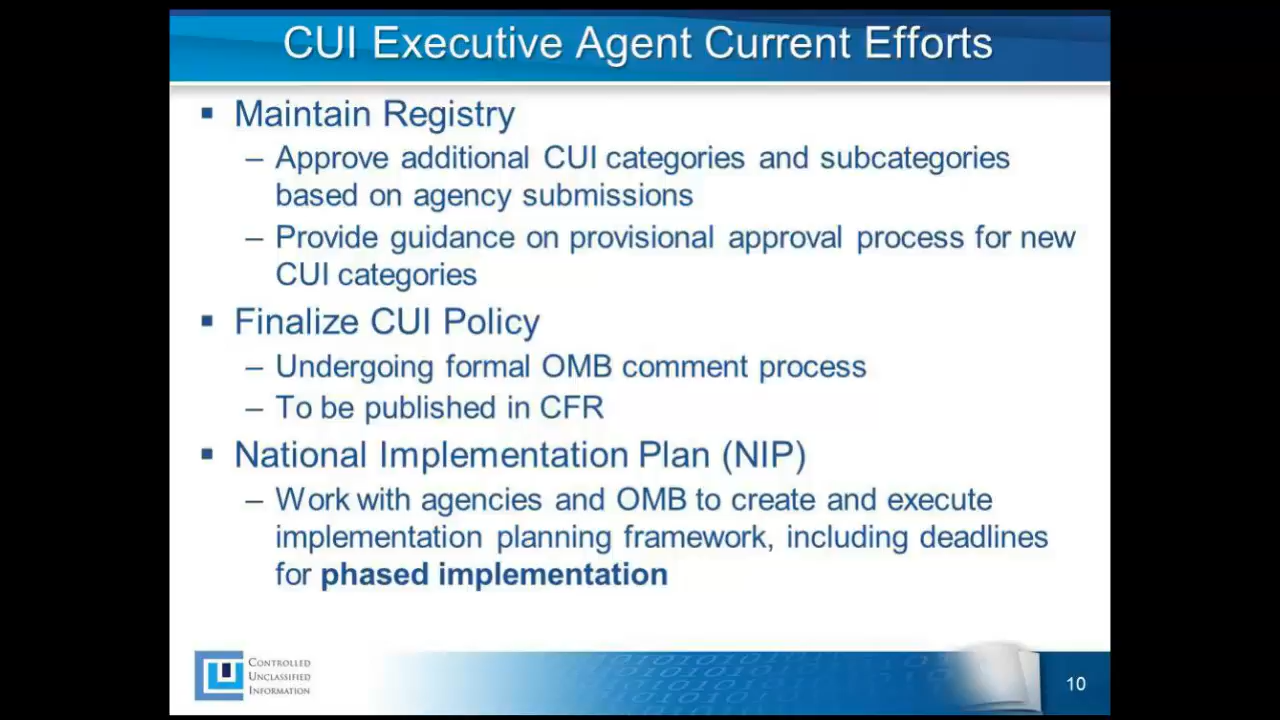 CUI Executive Agent Current Efforts
▪ Maintain Registry
– Approve additional CUI categories and subcategories
based on agency submissions
– Provide guidance on provisional approval process for new
CUI categories
▪ Finalize CUI Policy
– Undergoing formal OMB comment process
– To be published in CFR
▪ National Implementation Plan (NIP)
– Work with agencies and OMB to create and execute
implementation planning framework, including deadlines
for phased implementation
CONTROLLED
UNCLASSIFIED
INFORMATION
10